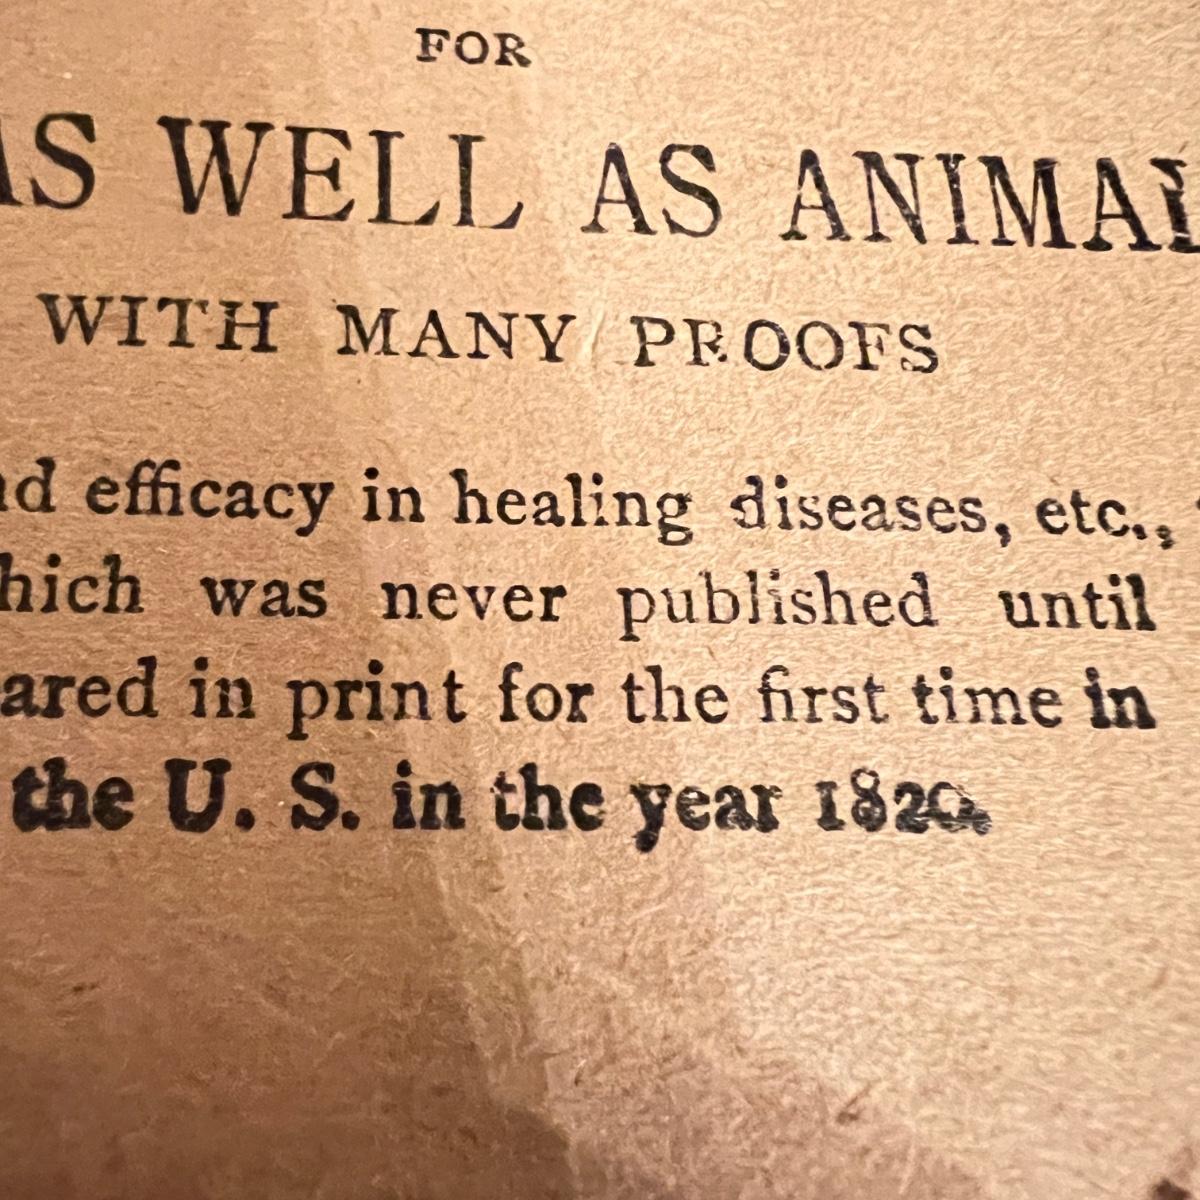 FOR
AS WELL AS ANIMAL
WITH MANY PROOFS
efficacy in healing diseases, etc.,
hich was never published until
ared in print for the first time in
the U. S. in the year 1820.